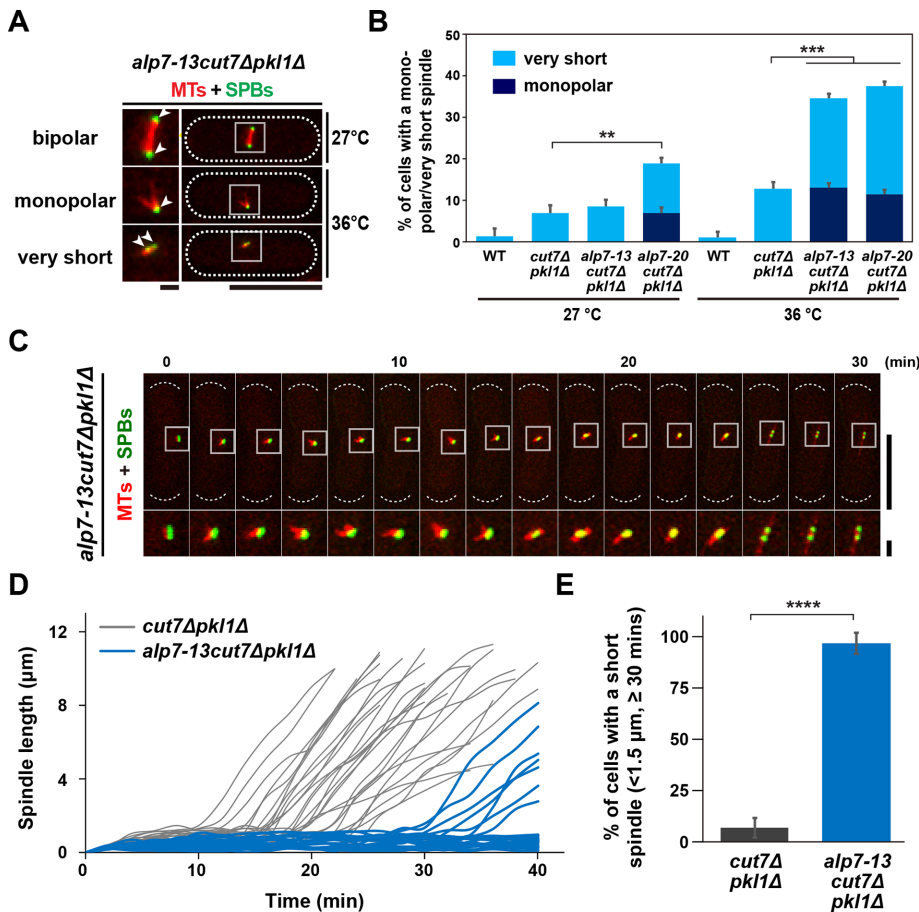 A
alp7-13cut7Δpkl1Δ
MTs + SPBs
bipolar
monopolar
very short
27°C
36°C
B
% of cells with a mono-
polar/very short spindle
50
40
30
20
10
0
very short
monopolar
**
***
WT
cut7Δ
pkl1Δ
alp7-13
cut7Δ
pkl1Δ
alp7-20
cut7Δ
pkl1Δ
WT
cut7Δ
pkl1Δ
alp7-13
cut7Δ
pkl1Δ
alp7-20
cut7Δ
pkl1Δ
27 °C
36 °C
C
0
10
20
30
(min)
alp7-13cut7Δpkl1Δ
MTs + SPBs
D
cut7Δpkl1Δ
alp7-13cut7Δpkl1Δ
Spindle length (μm)
12
8
4
0
0
10
20
30
40
Time (min)
E
% of cells with a short
spindle (<1.5 μm, ≥ 30 mins)
100
75
50
25
0
****
cut7Δ
pkl1Δ
alp7-13
cut7Δ
pkl1Δ